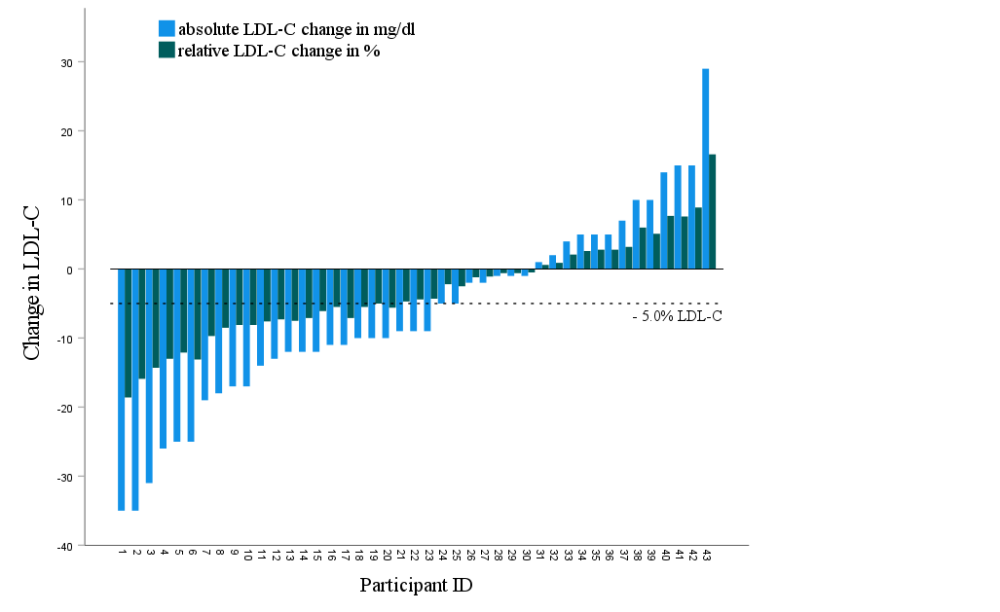 absolute LDL-C change in mg/dl
relative LDL-C change in %
30
20
10
0
-10
-20
-30
-40
Change in LDL-C
- 5.0% LDL-C
1 2 3 4 5 6 7 8 9 10 11 12 13 14 15 16 17 18 19 20 21 22 23 24 25 26 27 28 29 30 31 32 33 34 35 36 37 38 39 40 41 42 43
Participant ID